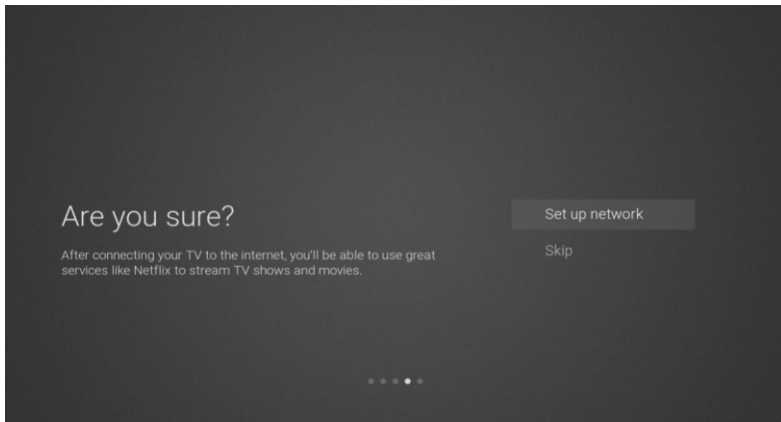 Are you sure?
After connecting your TV to the internet, you'll be able to use great
services like Netflix to stream TV shows and movies.
Set up network
Skip